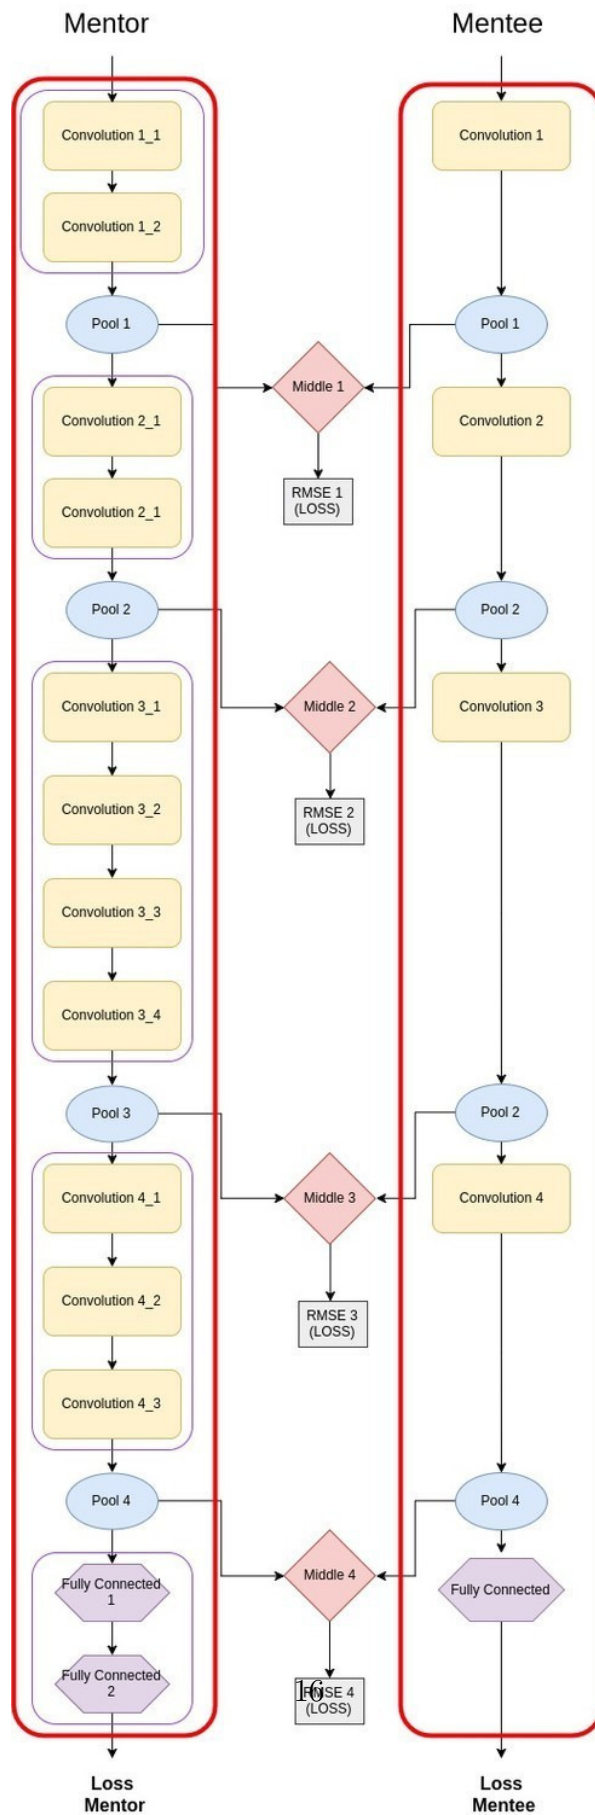 Mentor
Mentee
Convolution 1_1
Convolution 1
Convolution 1_2
Pool 1
Pool 1
Middle 1
Convolution 2_1
Convolution 2
RMSE 1
(LOSS)
Convolution 2_1
Pool 2
Pool 2
Convolution 3_1
Middle 2
Convolution 3
Convolution 3_2
RMSE 2
(LOSS)
Convolution 3_3
Convolution 3_4
Pool 3
Pool 2
Convolution 4_1
Middle 3
Convolution 4
Convolution 4_2
RMSE 3
(LOSS)
Convolution 4_3
Pool 4
Pool 4
Middle 4
Fully Connected
1
Fully Connected
Fully Connected
2
16
RMSE 4
(LOSS)
Loss
Mentor
Loss
Mentee